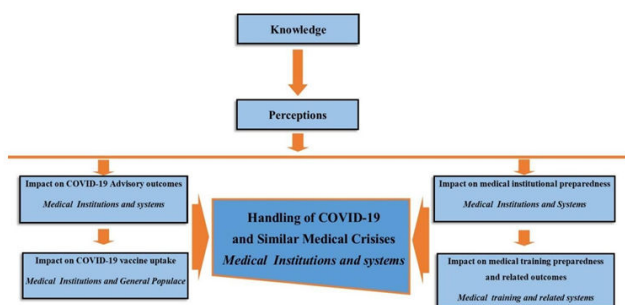 Knowledge
Perceptions
Impact on COVID-19 Advisory outcomes
Medical Institutions and systems
Impact on COVID-19 vaccine uptake
Medical Institutions and General Populace
Handling of COVID-19
and Similar Medical Crisises
Medical Institutions and systems
Impact on medical institutional preparedness
Medical Institutions and Systems
Impact on medical training preparedness
and related outcomes
Medical training and related systems